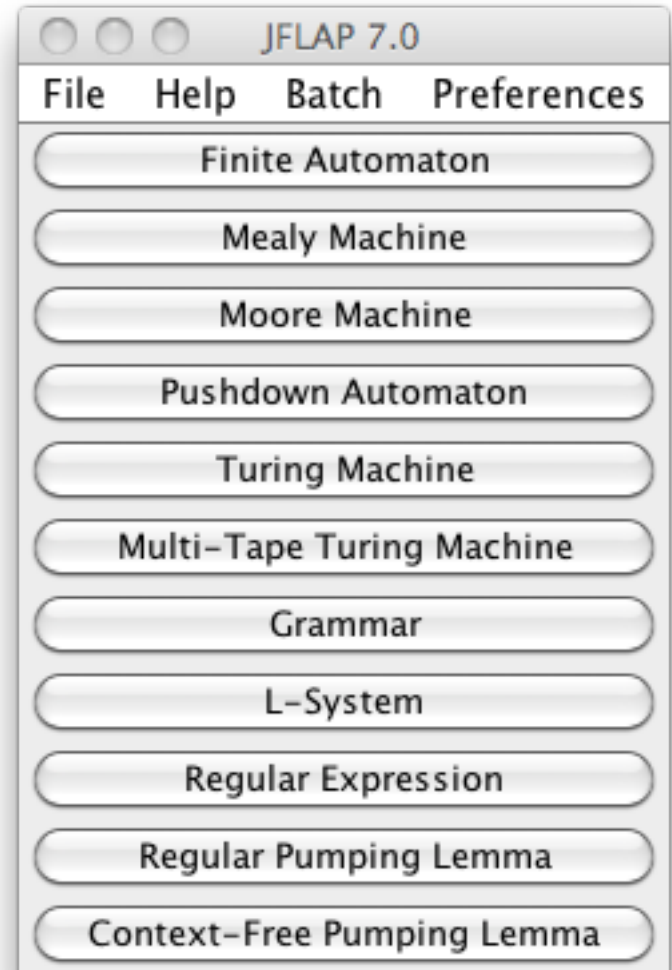 JFLAP 7.0
File Help Batch Preferences
Finite Automaton
Mealy Machine
Moore Machine
Pushdown Automaton
Turing Machine
Multi-Tape Turing Machine
Grammar
L-System
Regular Expression
Regular Pumping Lemma
Context-Free Pumping Lemma